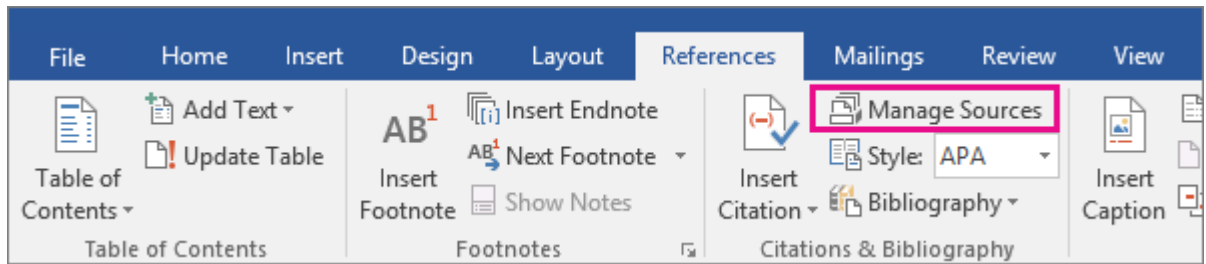 File Home Insert Design Layout References Mailings Review View
Table of
Contents
Add Text
Update Table
Table of Contents
AB1
Insert
Footnote
[i] Insert Endnote
AB1 Next Footnote
Show Notes
Footnotes
(-)
Insert
Citation
Manage Sources
Style: APA
Bibliography
Citations & Bibliography
Insert
Caption